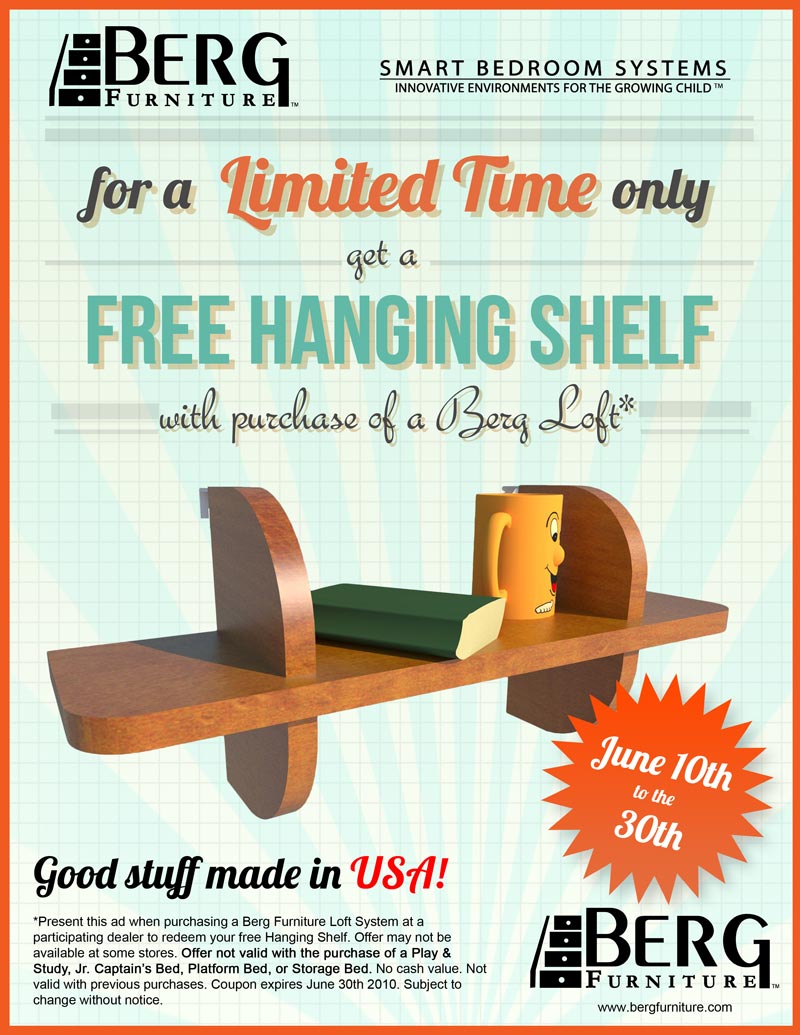 BERG
FURNITURE™
SMART BEDROOM SYSTEMS
INNOVATIVE ENVIRONMENTS FOR THE GROWING CHILD™
for a Limited Time only
get a
FREE HANGING SHELF
with purchase of a Berg Loft*
June 10th
to the
30th
Good stuff made in USA!
*Present this ad when purchasing a Berg Furniture Loft System at a
participating dealer to redeem your free Hanging Shelf. Offer may not be
available at some stores. Offer not valid with the purchase of a Play &
Study, Jr. Captain's Bed, Platform Bed, or Storage Bed. No cash value. Not
valid with previous purchases. Coupon expires June 30th 2010. Subject to
change without notice.
BERG
FURNITURE™
www.bergfurniture.com